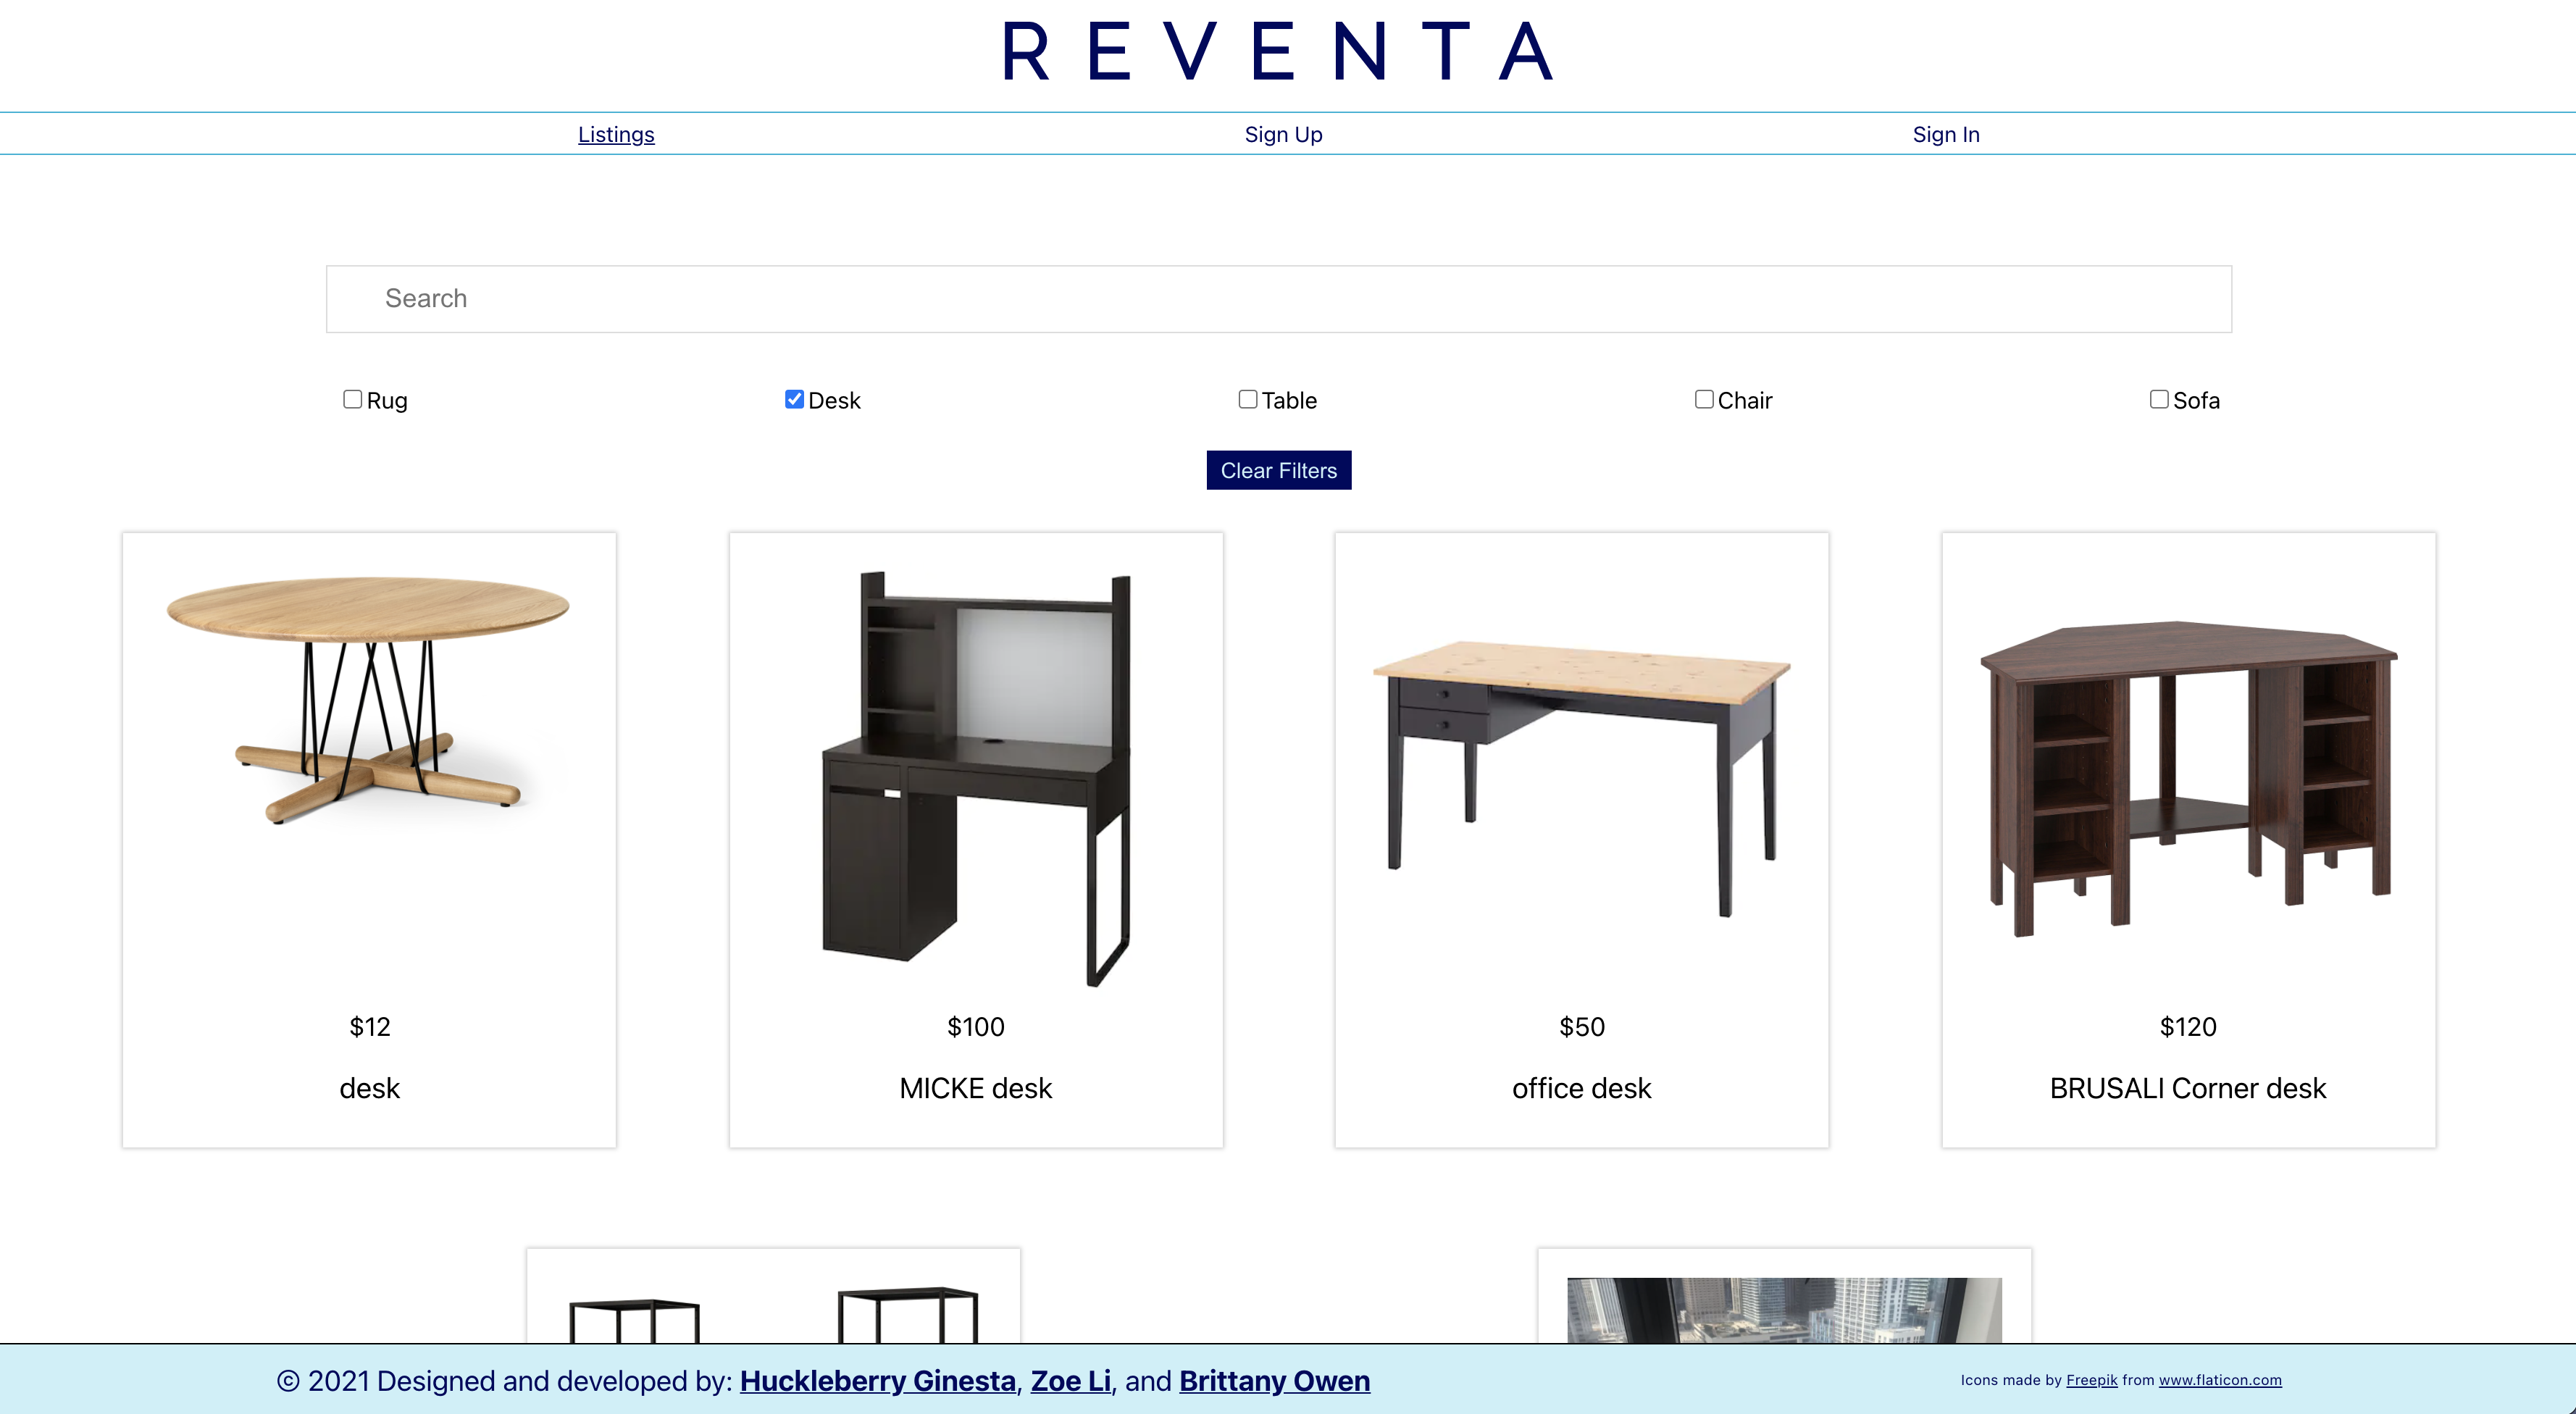 REVENTA
Listings Sign Up Sign In
Search
Rug Desk Table Chair Sofa
Clear Filters
$12 $100 $50 $120
desk MICKE desk office desk BRUSALI Corner desk
© 2021 Designed and developed by: Huckleberry Ginesta, Zoe Li, and Brittany Owen
Icons made by Freepik from www.flaticon.com